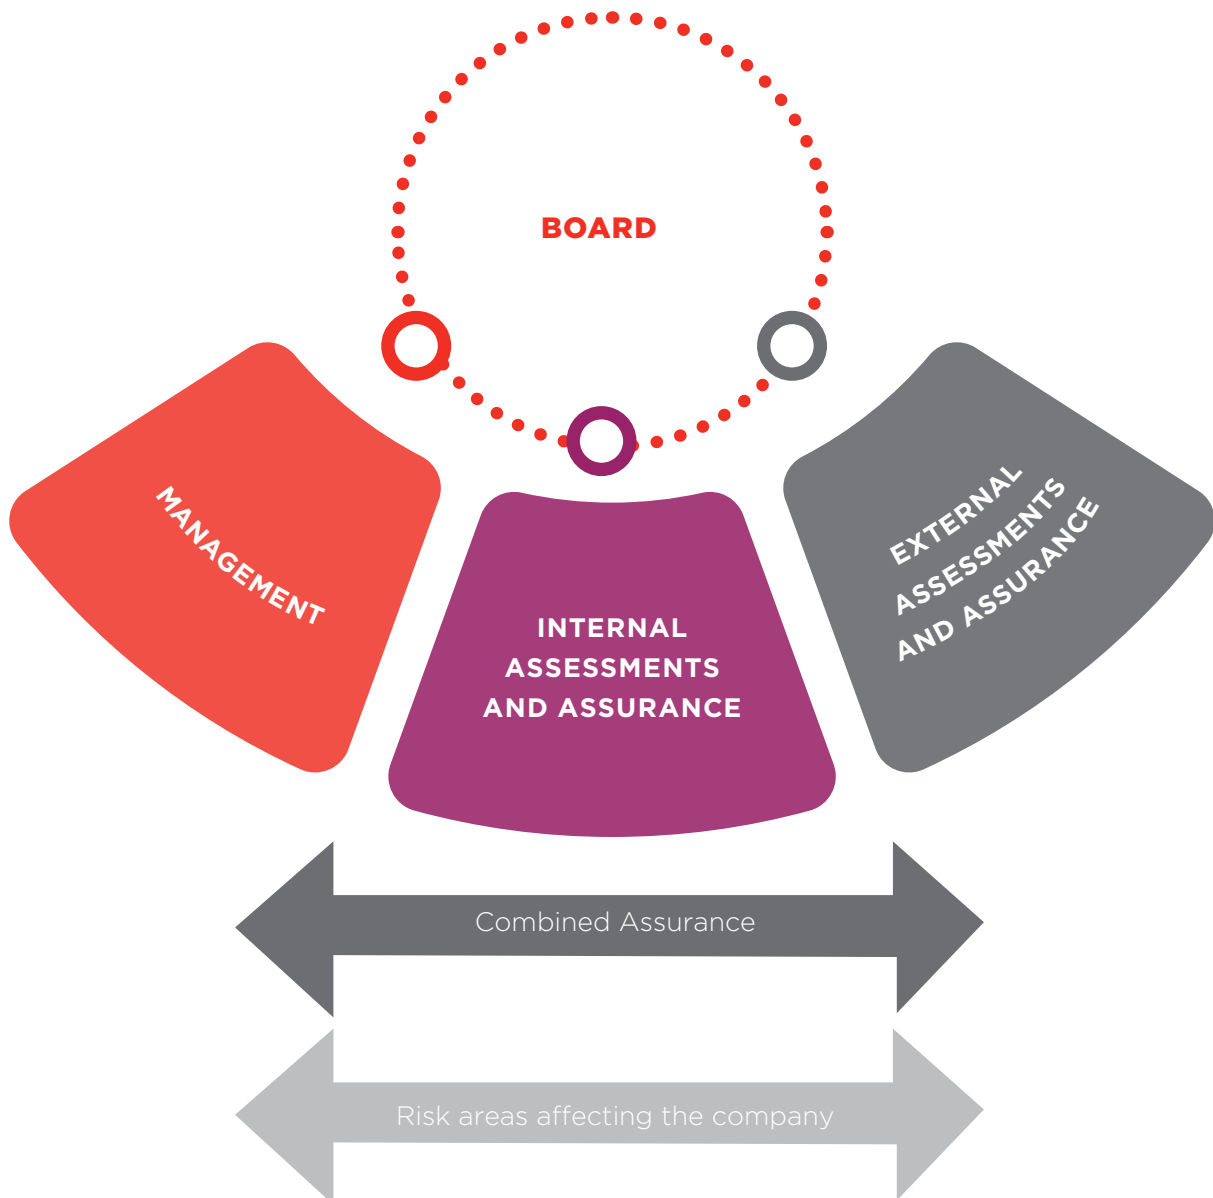 BOARD
MANAGEMENT
INTERNAL
ASSESSMENTS
AND ASSURANCE
EXTERNAL
ASSESSMENTS
AND ASSURANCE
Combined Assurance
Risk areas affecting the company